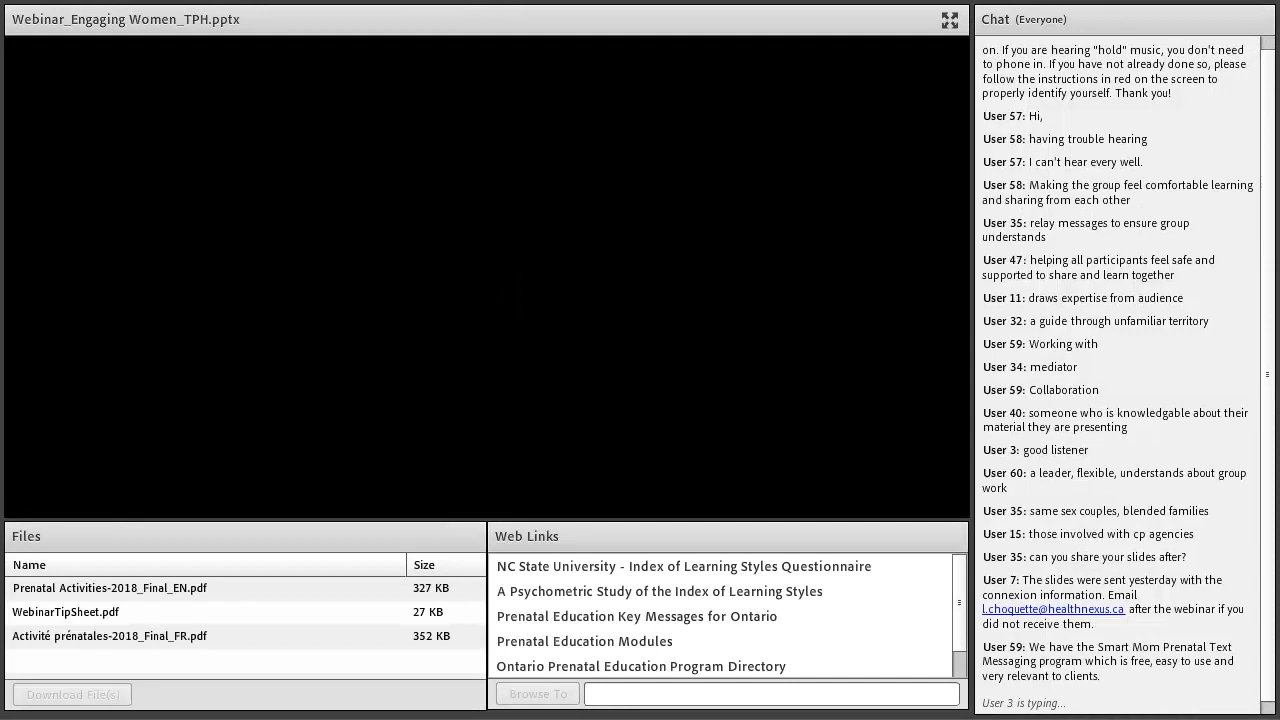 Webinar_Engaging Women_TPH.pptx
Files
Name Size
Prenatal Activities-2018_Final_EN.pdf 327 KB
WebinarTipSheet.pdf 27 KB
Activité prénatales-2018_Final_FR.pdf 352 KB
Download File(s)
Web Links
NC State University - Index of Learning Styles Questionnaire
A Psychometric Study of the Index of Learning Styles
Prenatal Education Key Messages for Ontario
Prenatal Education Modules
Ontario Prenatal Education Program Directory
Browse To
Chat (Everyone)
on. If you are hearing "hold" music, you don't need
to phone in. If you have not already done so, please
follow the instructions in red on the screen to
properly identify yourself. Thank you!
User 57: Hi,
User 58: having trouble hearing
User 57: I can't hear every well.
User 58: Making the group feel comfortable learning
and sharing from each other
User 35: relay messages to ensure group
understands
User 47: helping all participants feel safe and
supported to share and learn together
User 11: draws expertise from audience
User 32: a guide through unfamiliar territory
User 59: Working with
User 34: mediator
User 59: Collaboration
User 40: someone who is knowledgable about their
material they are presenting
User 3: good listener
User 60: a leader, flexible, understands about group
work
User 35: same sex couples, blended families
User 15: those involved with cp agencies
User 35: can you share your slides after?
User 7: The slides were sent yesterday with the
connexion information. Email
l.choquette@healthnexus.ca after the webinar if you
did not receive them.
User 59: We have the Smart Mom Prenatal Text
Messaging program which is free, easy to use and
very relevant to clients.
User 3 is typing...